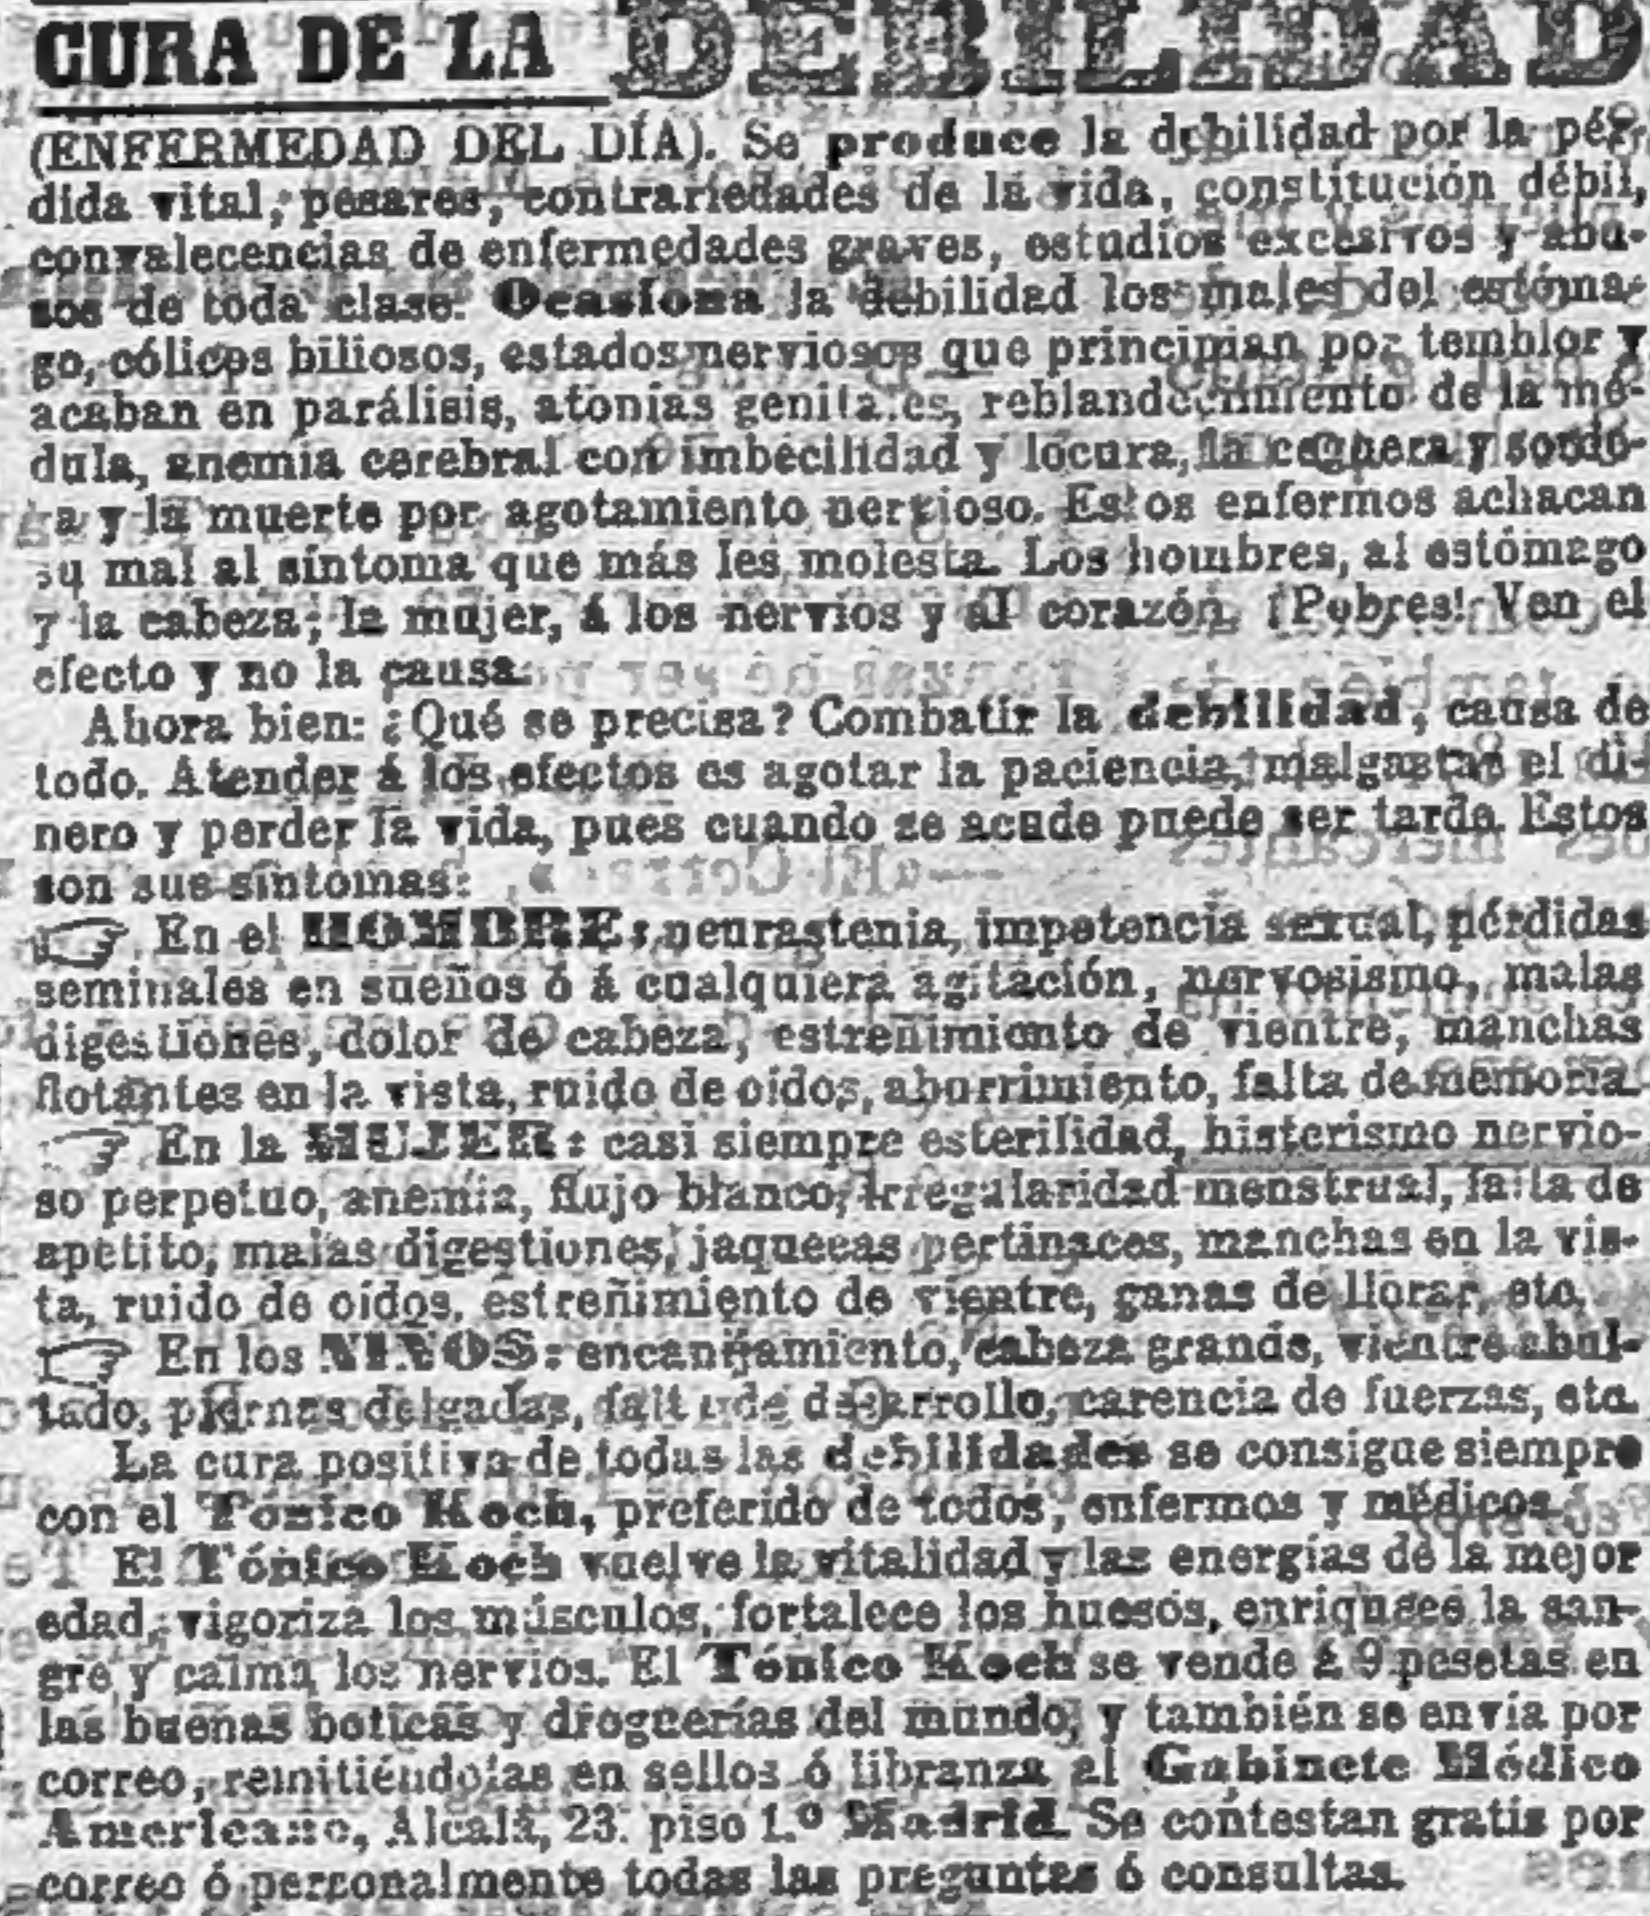 CURA DE LA DEBILIDAD
(ENFERMEDAD DEL DÍA). Se produce la debilidad por la pér-
dida vital, pesares, contrariedades de la vida, constitución débil,
convalecencias de enfermedades graves, estudios excesivos y abu-
sos de toda clase. Ocasiona la debilidad los males del estóma-
go, cólicos biliosos, estados nerviosos que principian por temblor y
acaban en parálisis, atonias genitales, reblandecimiento de la mé-
dula, anemia cerebral con imbecilidad y locura, la ceguera y sorde-
ra y la muerte por agotamiento nervioso. Estos enfermos achacan
su mal al síntoma que más les molesta. Los hombres, al estómago
y la cabeza; la mujer, á los nervios y al corazón. ¡Pobres! Ven el
efecto y no la causa.
Ahora bien: ¿Qué se precisa? Combatir la debilidad, causa de
todo. Atender á los efectos es agotar la paciencia, malgastar el di-
nero y perder la vida, pues cuando se acude puede ser tarde. Estos
son sus síntomas:
En el HOMBRE: neurastenia, impotencia sexual, pérdidas
seminales en sueños ó á cualquiera agitación, nervosismo, malas
digestiones, dolor de cabeza, estreñimiento de vientre, manchas
flotantes en la vista, ruido de oídos, aburrimiento, falta de memoria.
En la MUJER: casi siempre esterilidad, histerismo nervio-
so perpetuo, anemia, flujo blanco, irregularidad menstrual, falta de
apetito, malas digestiones, jaquecas pertinaces, manchas en la vis-
ta, ruido de oídos, estreñimiento de vientre, ganas de llorar, etc.
En los NIÑOS: encanijamiento, cabeza grande, vientre abul-
tado, piernas delgadas, falta de desarrollo, carencia de fuerzas, etc.
La cura positiva de todas las debilidades se consigue siempre
con el Tónico Koch, preferido de todos, enfermos y médicos.
El Tónico Koch vuelve la vitalidad y las energías de la mejor
edad, vigoriza los músculos, fortalece los huesos, enriquece la san-
gre y calma los nervios. El Tónico Koch se vende á 9 pesetas en
las buenas boticas y droguerías del mundo, y también se envía por
correo, remitiéndolas en sellos ó libranza al Gabinete Médico
Americano, Alcalá, 23. piso 1.º Madrid. Se contestan gratis por
correo ó personalmente todas las preguntas ó consultas.